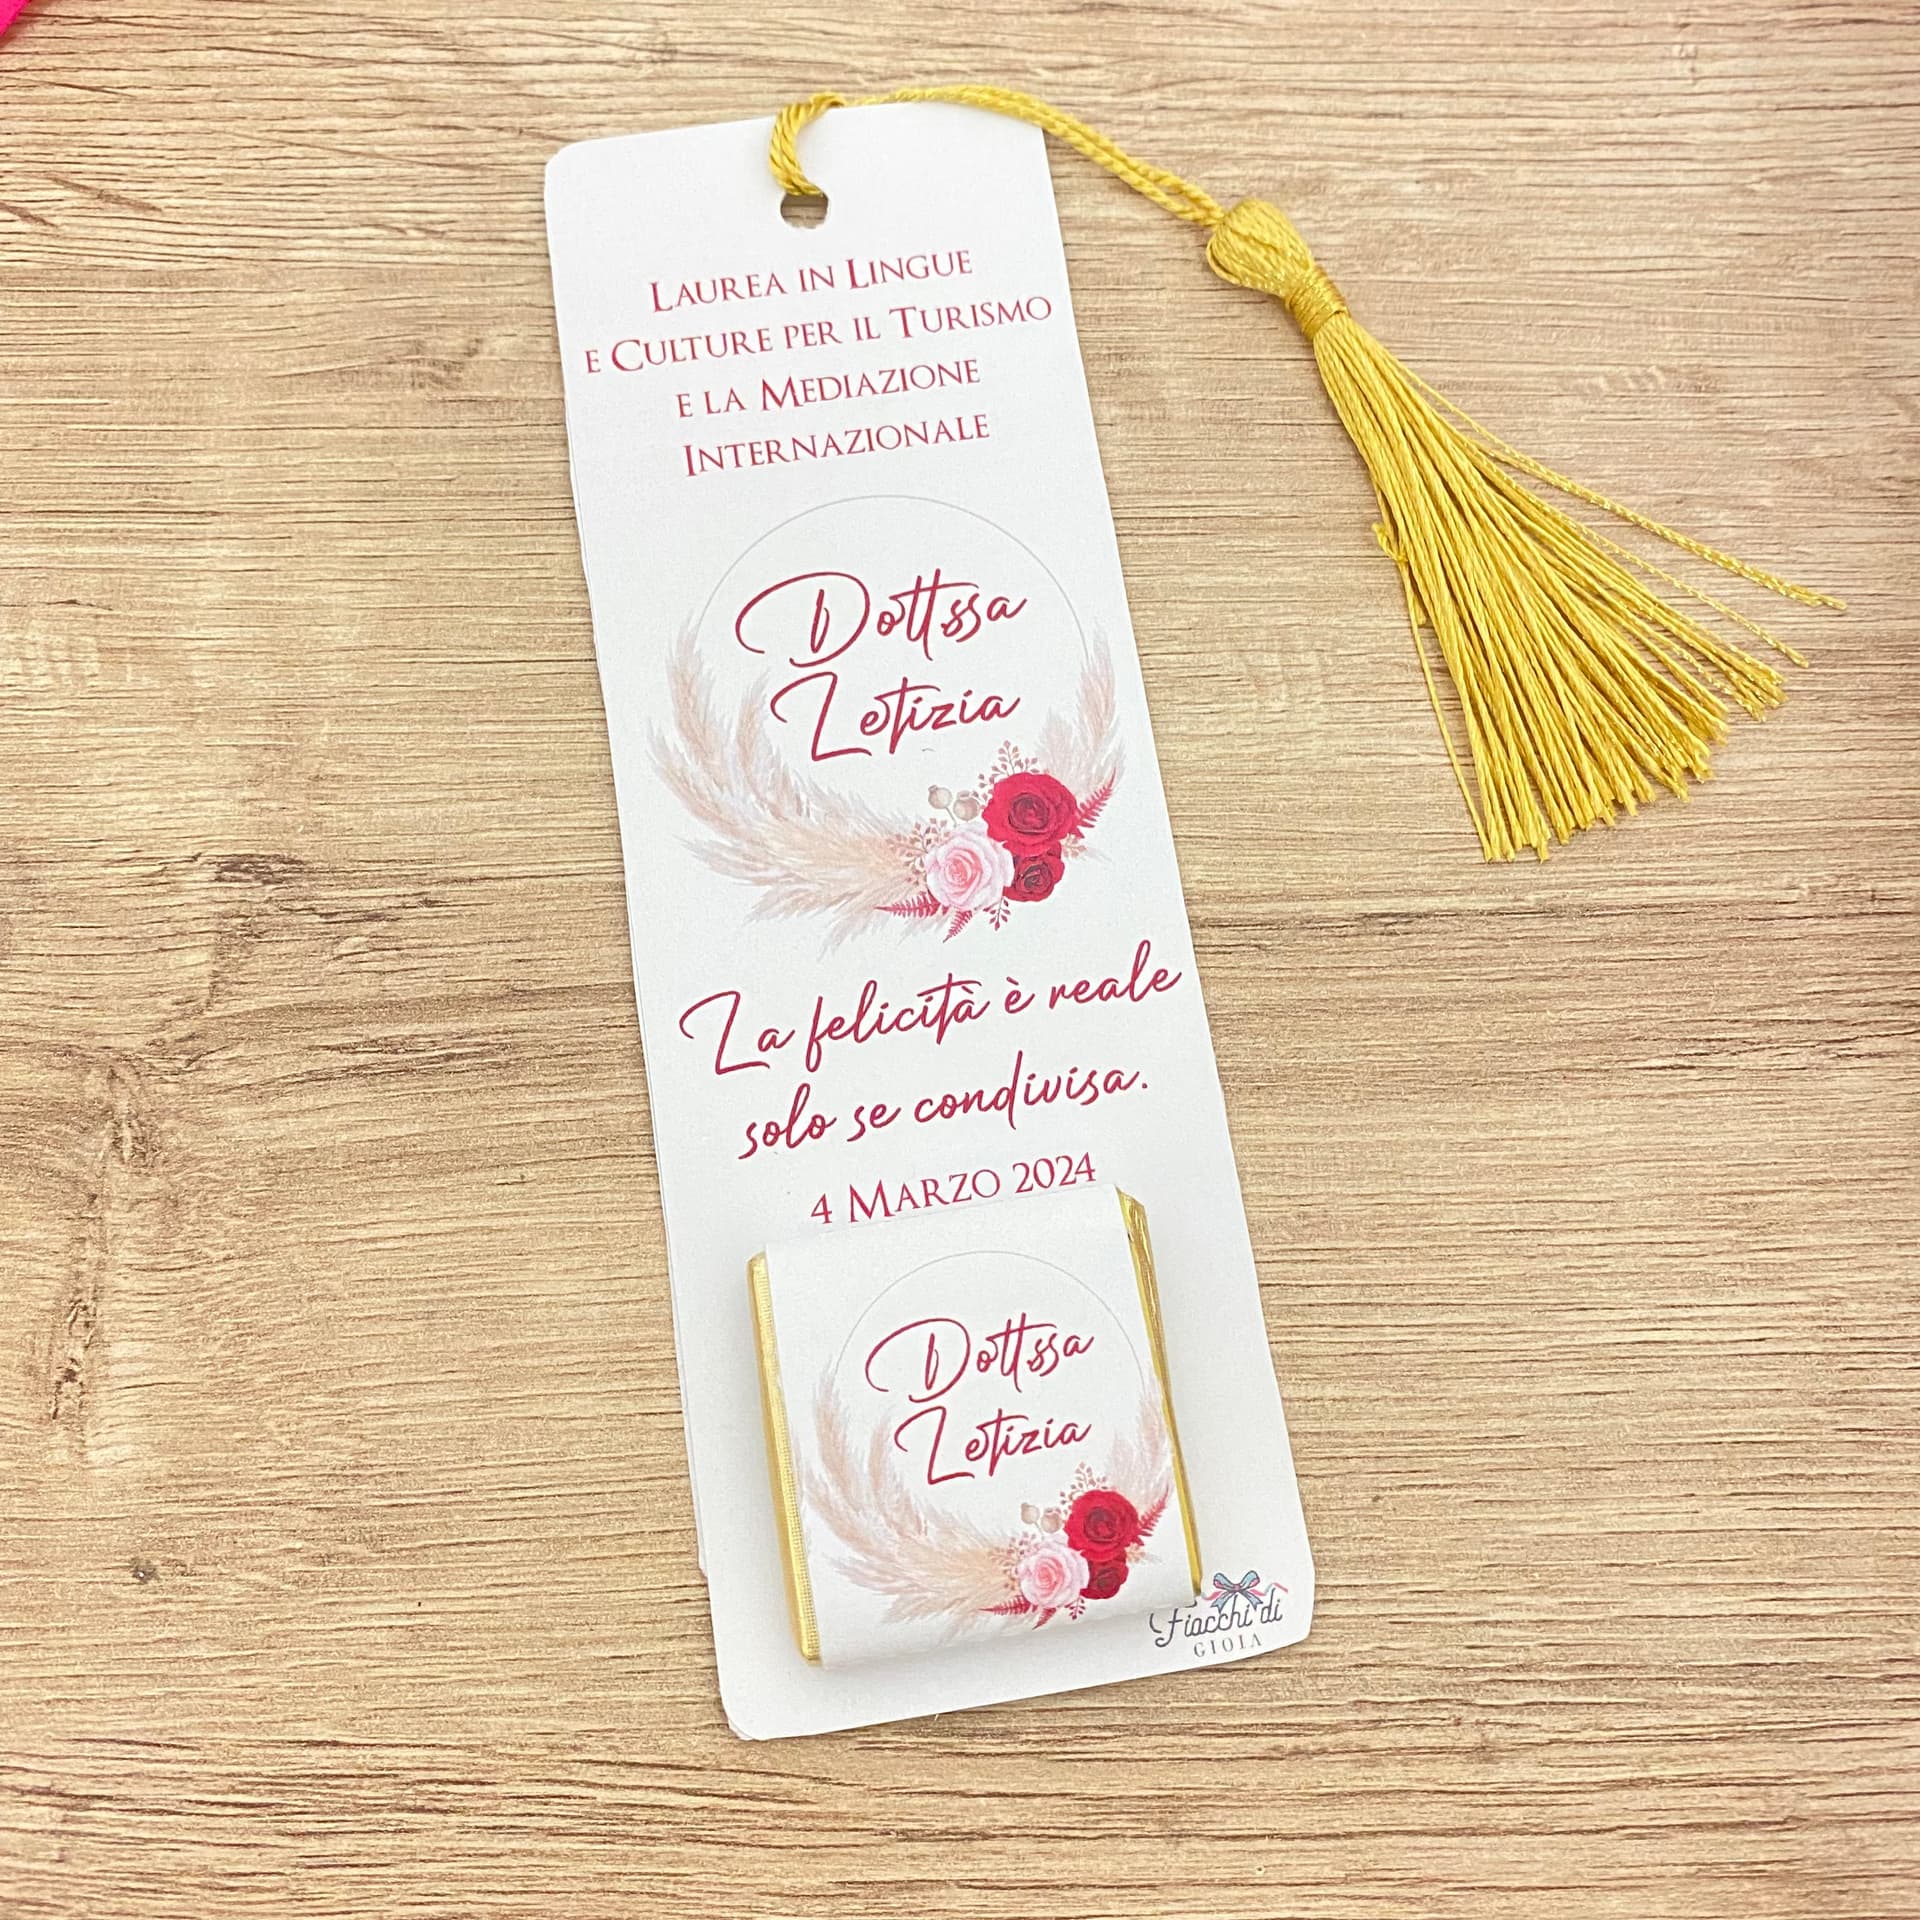 Laurea in Lingue
e Culture per il Turismo
e la Mediazione
Internazionale
Dott.ssa
Letizia
La felicità è reale
solo se condivisa.
4 Marzo 2024
Dott.ssa
Letizia
Fiocchi di
GIOIA